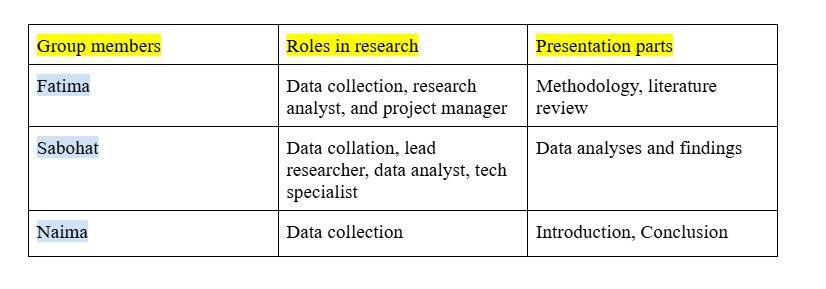 Group members Roles in research Presentation parts
Fatima Data collection, research Methodology, literature
analyst, and project manager review
Sabohat Data collation, lead Data analyses and findings
researcher, data analyst, tech
specialist
Naima Data collection Introduction, Conclusion